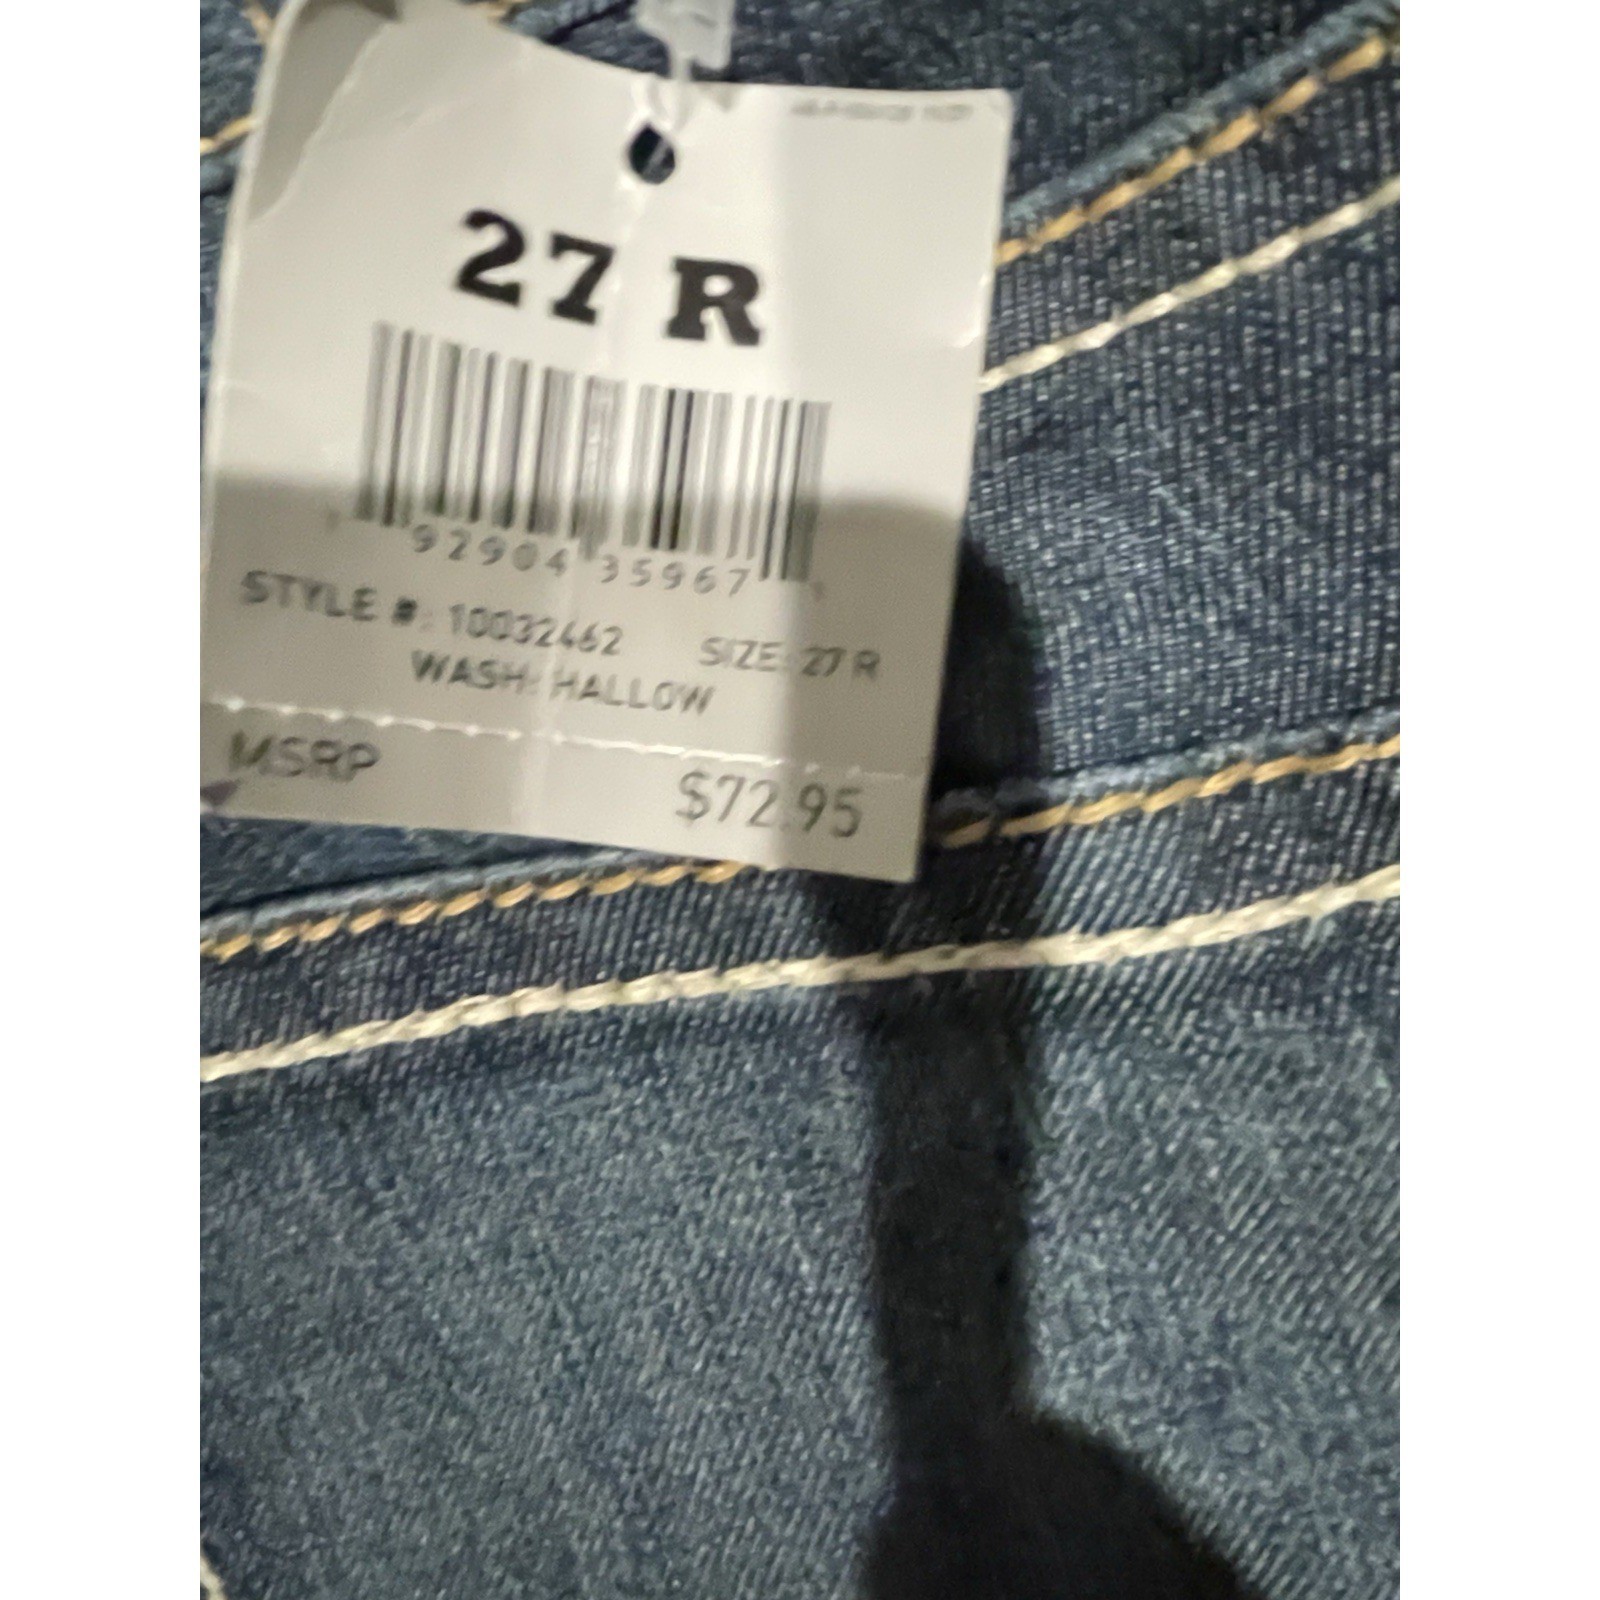 27 R
92904 35967
STYLE #: 10032462 SIZE: 27 R
WASH: HALLOW
MSRP $72.95